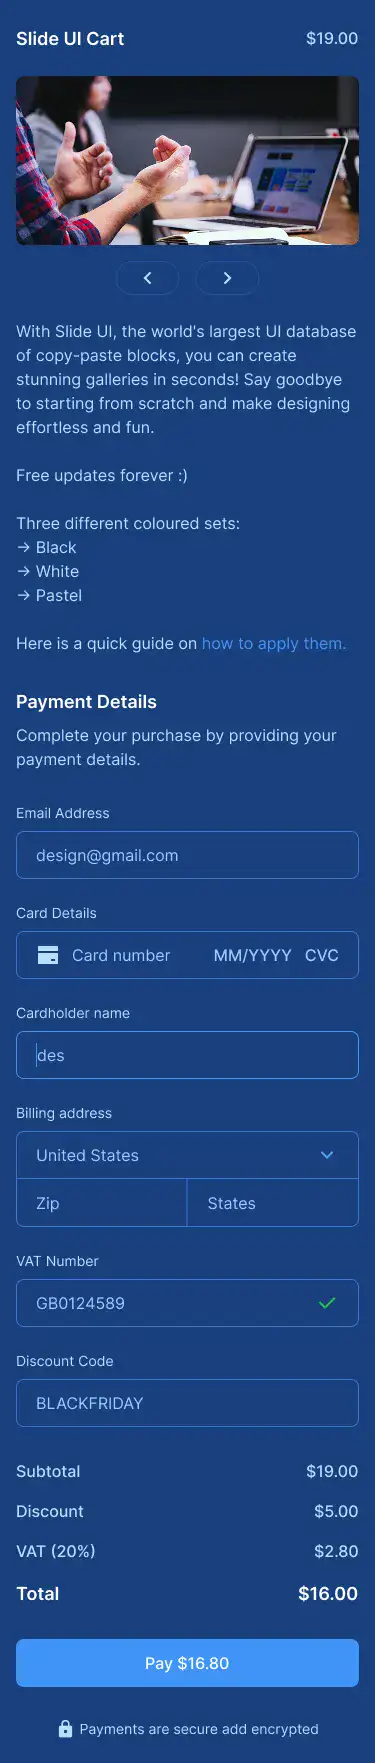 Slide UI Cart $19.00
With Slide UI, the world's largest UI database
of copy-paste blocks, you can create
stunning galleries in seconds! Say goodbye
to starting from scratch and make designing
effortless and fun.
Free updates forever :)
Three different coloured sets:
→ Black
→ White
→ Pastel
Here is a quick guide on how to apply them.
Payment Details
Complete your purchase by providing your
payment details.
Email Address
design@gmail.com
Card Details
Card number MM/YYYY CVC
Cardholder name
des
Billing address
United States
Zip States
VAT Number
GB0124589
Discount Code
BLACKFRIDAY
Subtotal $19.00
Discount $5.00
VAT (20%) $2.80
Total $16.00
Pay $16.80
Payments are secure add encrypted